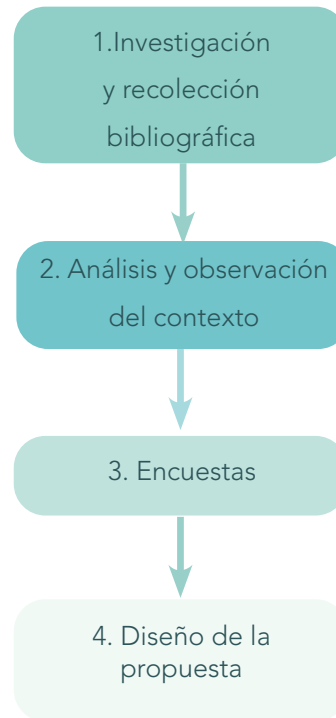 1.Investigación
y recolección
bibliográfica
2. Análisis y observación
del contexto
3. Encuestas
4. Diseño de la
propuesta